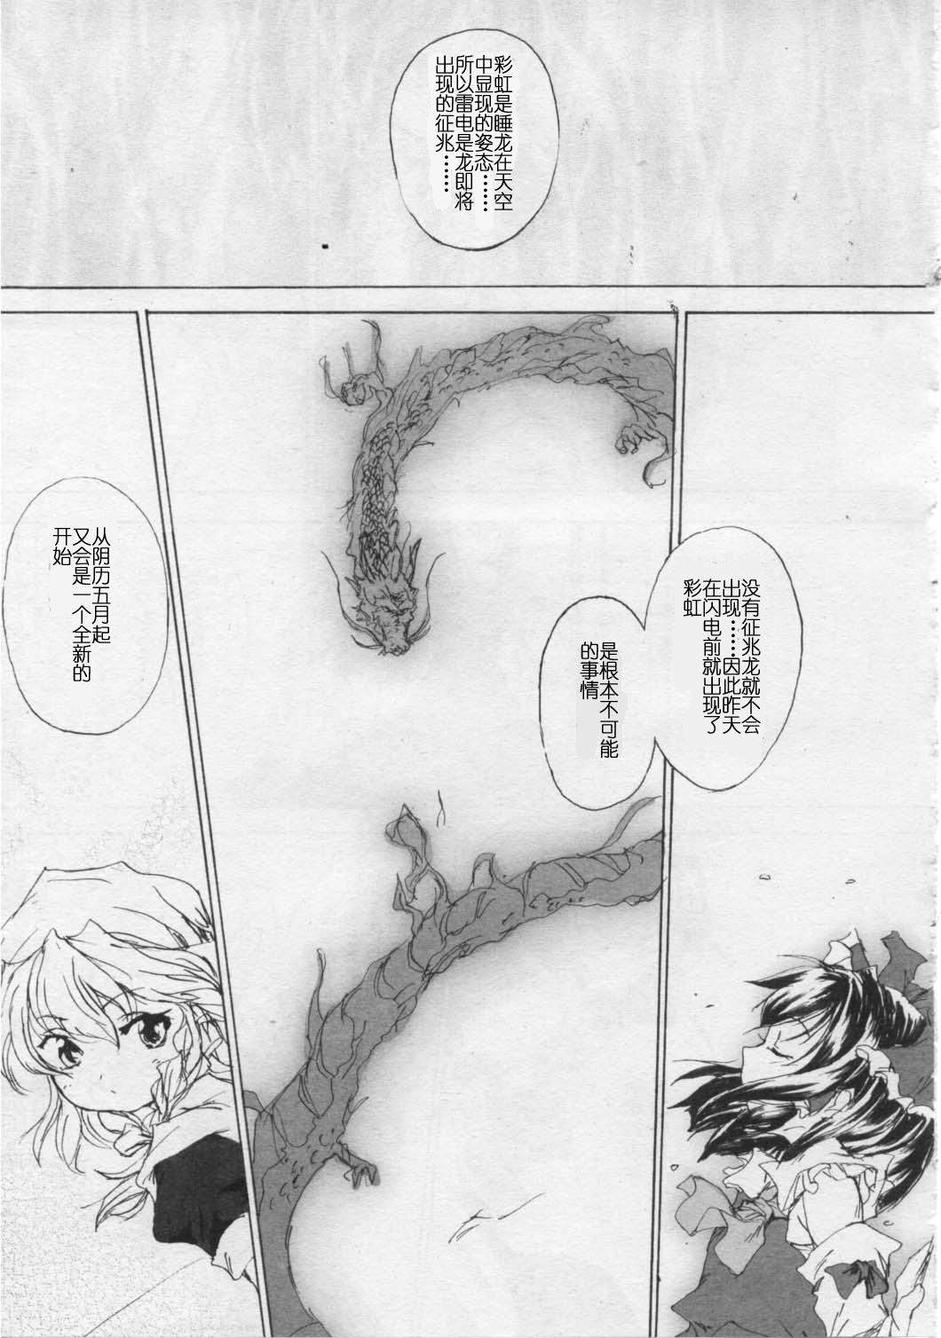 彩虹是睡龙在天空
中显现的姿态……
所以雷电是龙即将
出现的征兆……
没有征兆龙就不会
出现……因此昨天
在闪电前就出现了
彩虹
是根本不可能
的事情
从阴历五月起
又会是一个全新的
开始